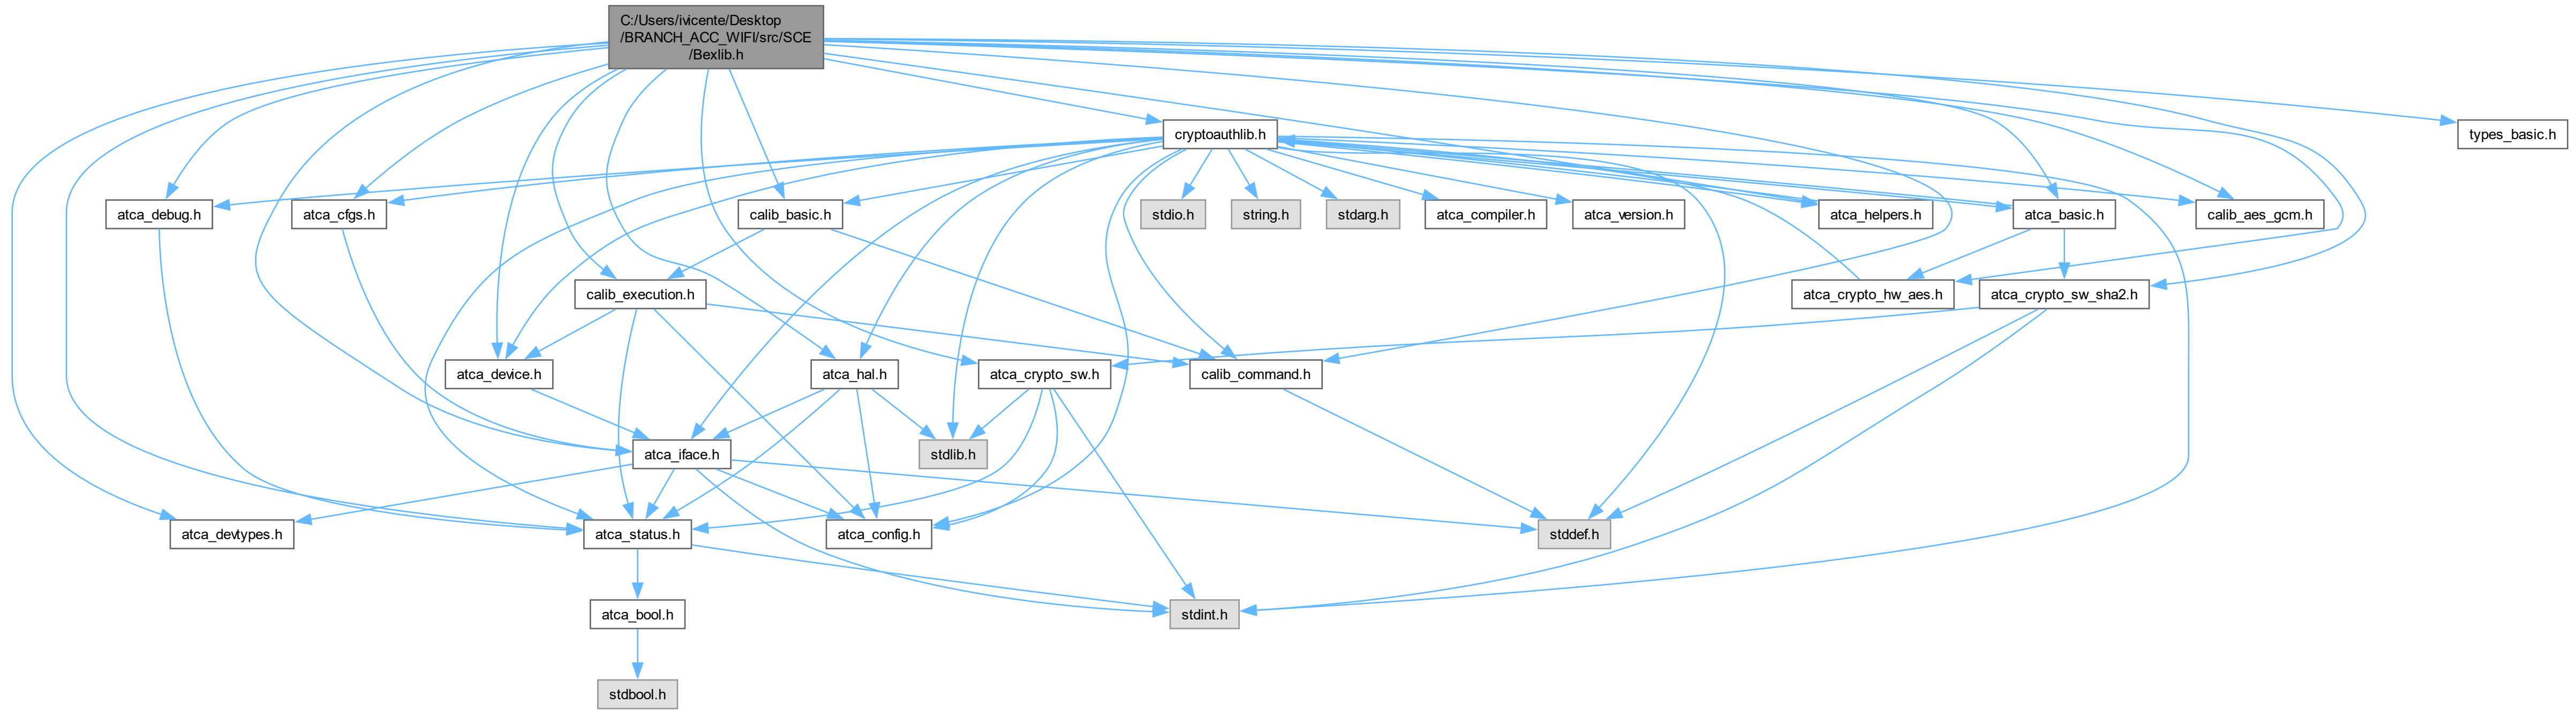 C:/Users/ivicente/Desktop
/BRANCH_ACC_WIFI/src/SCE
/Bexlib.h
cryptoauthlib.h
types_basic.h
atca_debug.h
atca_cfgs.h
calib_basic.h
stdio.h
string.h
stdarg.h
atca_compiler.h
atca_version.h
atca_helpers.h
atca_basic.h
calib_aes_gcm.h
calib_execution.h
atca_crypto_hw_aes.h
atca_crypto_sw_sha2.h
atca_device.h
atca_hal.h
atca_crypto_sw.h
calib_command.h
atca_iface.h
stdlib.h
atca_devtypes.h
atca_status.h
atca_config.h
stddef.h
atca_bool.h
stdint.h
stdbool.h